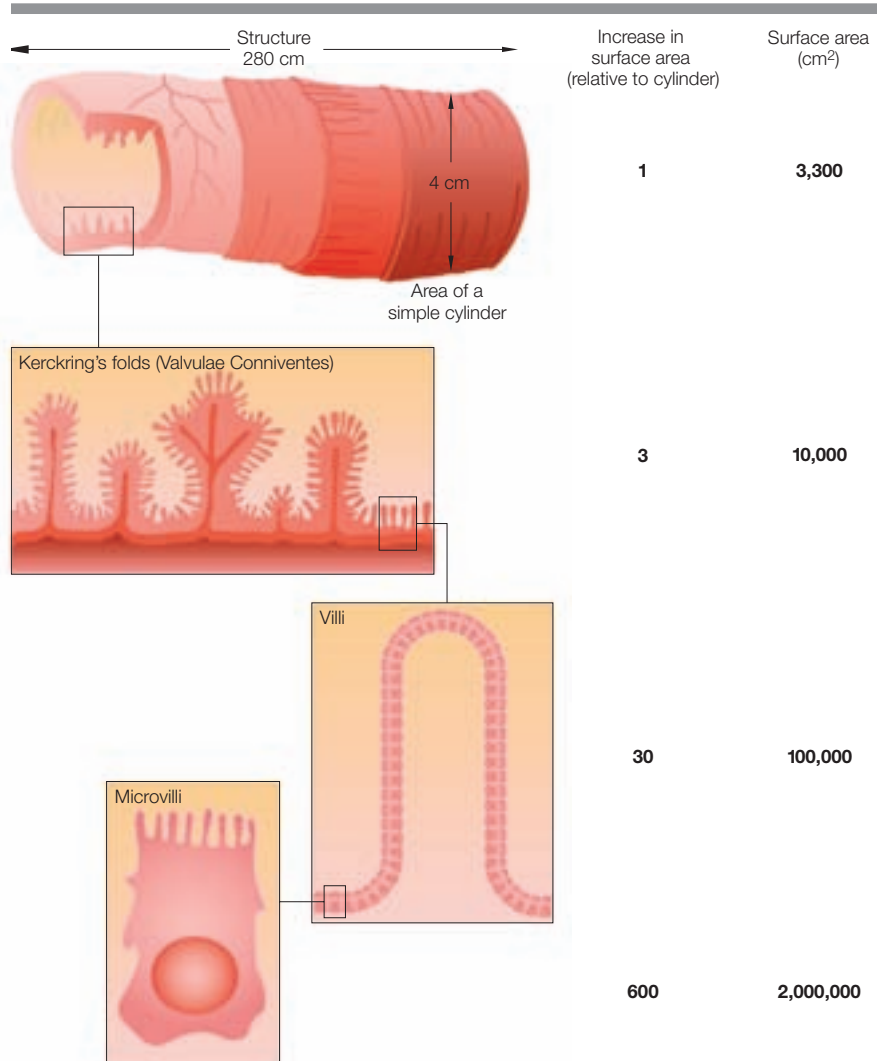 Structure
280 cm
Increase in
surface area
(relative to cylinder)
Surface area
(cm²)
4 cm
1
3,300
Area of a
simple cylinder
Kerckring’s folds (Valvulae Conniventes)
3
10,000
Villi
30
100,000
Microvilli
600
2,000,000